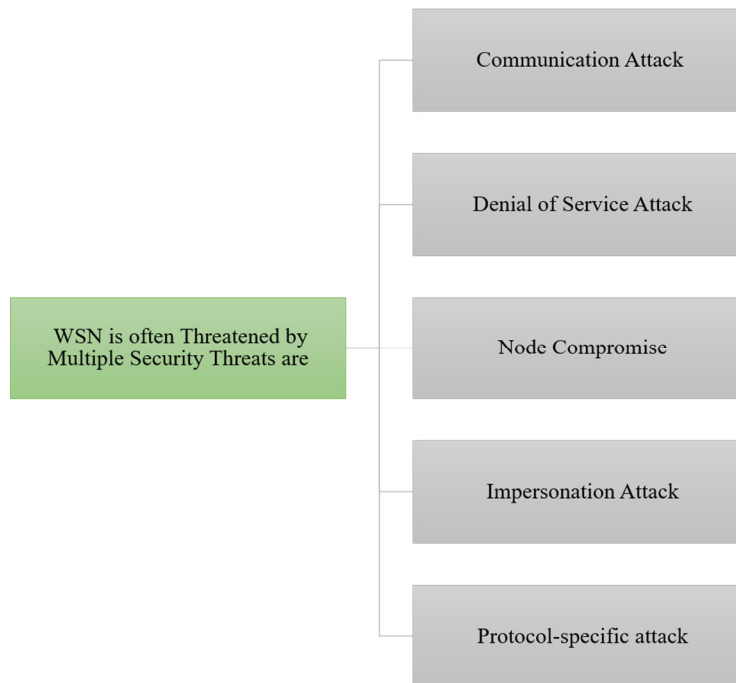 Communication Attack
Denial of Service Attack
WSN is often Threatened by
Multiple Security Threats are
Node Compromise
Impersonation Attack
Protocol-specific attack